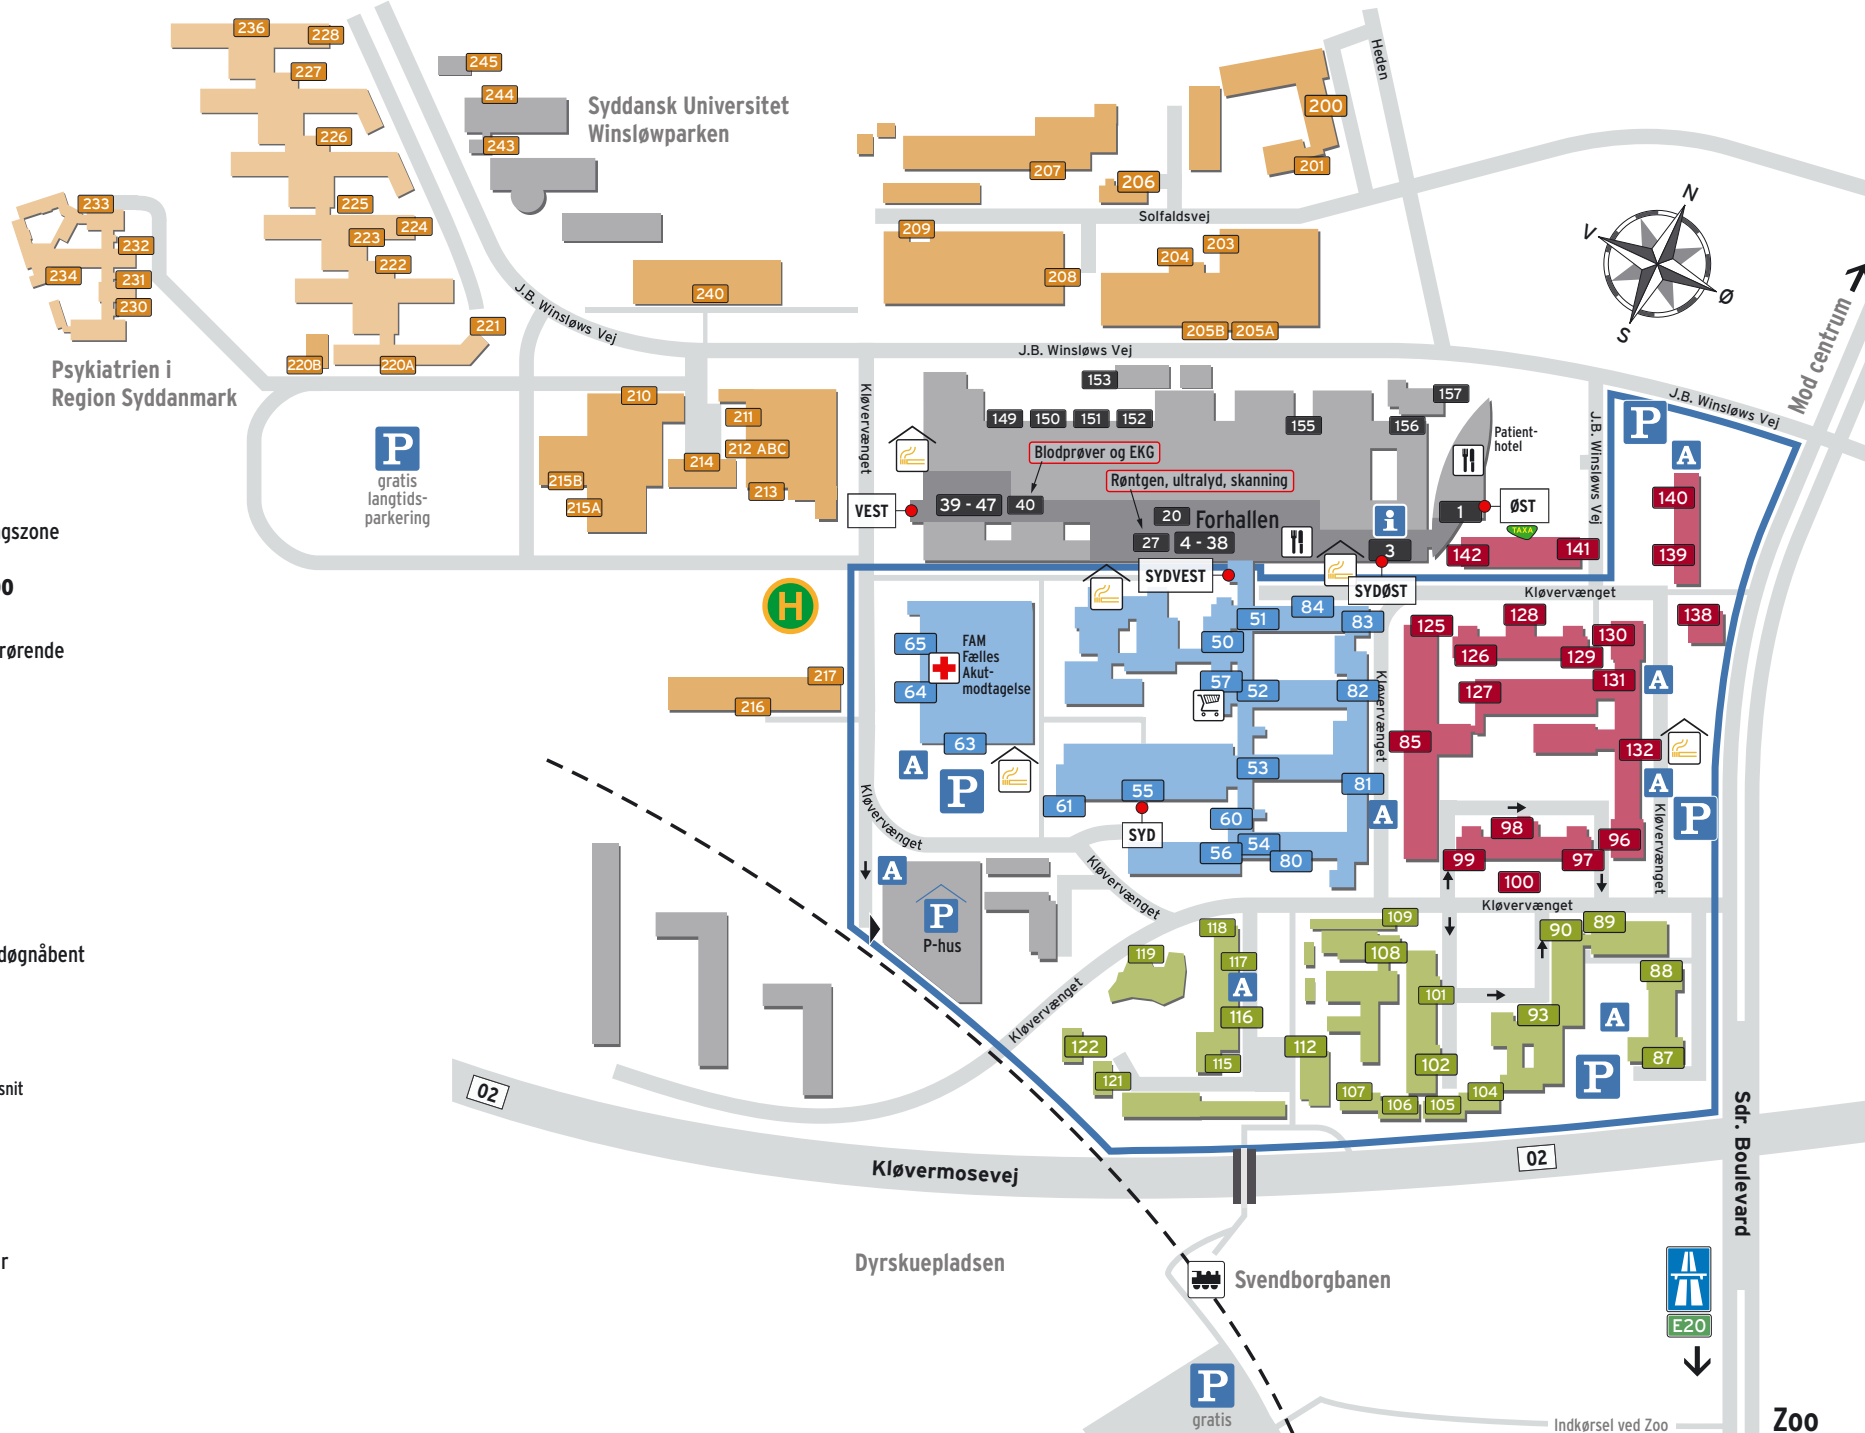 236
228
227
226
225
224
223
222
221
220B
220A
233
232
234
231
230
Psykiatrien i
Region Syddanmark
245
244
243
Syddansk Universitet
Winsløwparken
240
J.B. Winsløws Vej
207
206
200
201
Heden
Solfaldsvej
209
208
204
203
205B
205A
N
V
Ø
S
Mod centrum
J.B. Winsløws Vej
J.B. Winsløws Vej
J.B. Winsløws Vej
P
gratis
langtids-
parkering
210
211
212 ABC
214
213
215B
215A
Kløvervænget
153
149
150
151
152
155
156
157
Patient-
hotel
Blodprøver og EKG
Røntgen, ultralyd, skanning
39 - 47
40
20
Forhallen
27
4 - 38
i
3
1
VEST
ØST
TAXA
SYDVEST
SYDØST
P
A
140
139
142
141
138
gszone
o
rørende
døgnåbent
snit
r
H
217
216
65
64
63
FAM
Fælles
Akut-
modtagelse
A
P
51
84
83
50
57
52
82
53
81
55
61
60
54
56
80
SYD
Kløvervænget
Kløvervænget
A
125
128
130
126
129
131
127
85
132
A
A
P
98
99
97
96
100
Kløvervænget
Kløvervænget
Kløvervænget
Kløvervænget
Kløvervænget
A
P
P-hus
118
117
A
119
116
115
122
121
112
109
108
101
102
107
106
105
104
90
89
88
93
A
87
P
02
02
Kløvermosevej
Sdr. Boulevard
Dyrskuepladsen
Svendborgbanen
E20
P
gratis
Indkørsel ved Zoo
Zoo